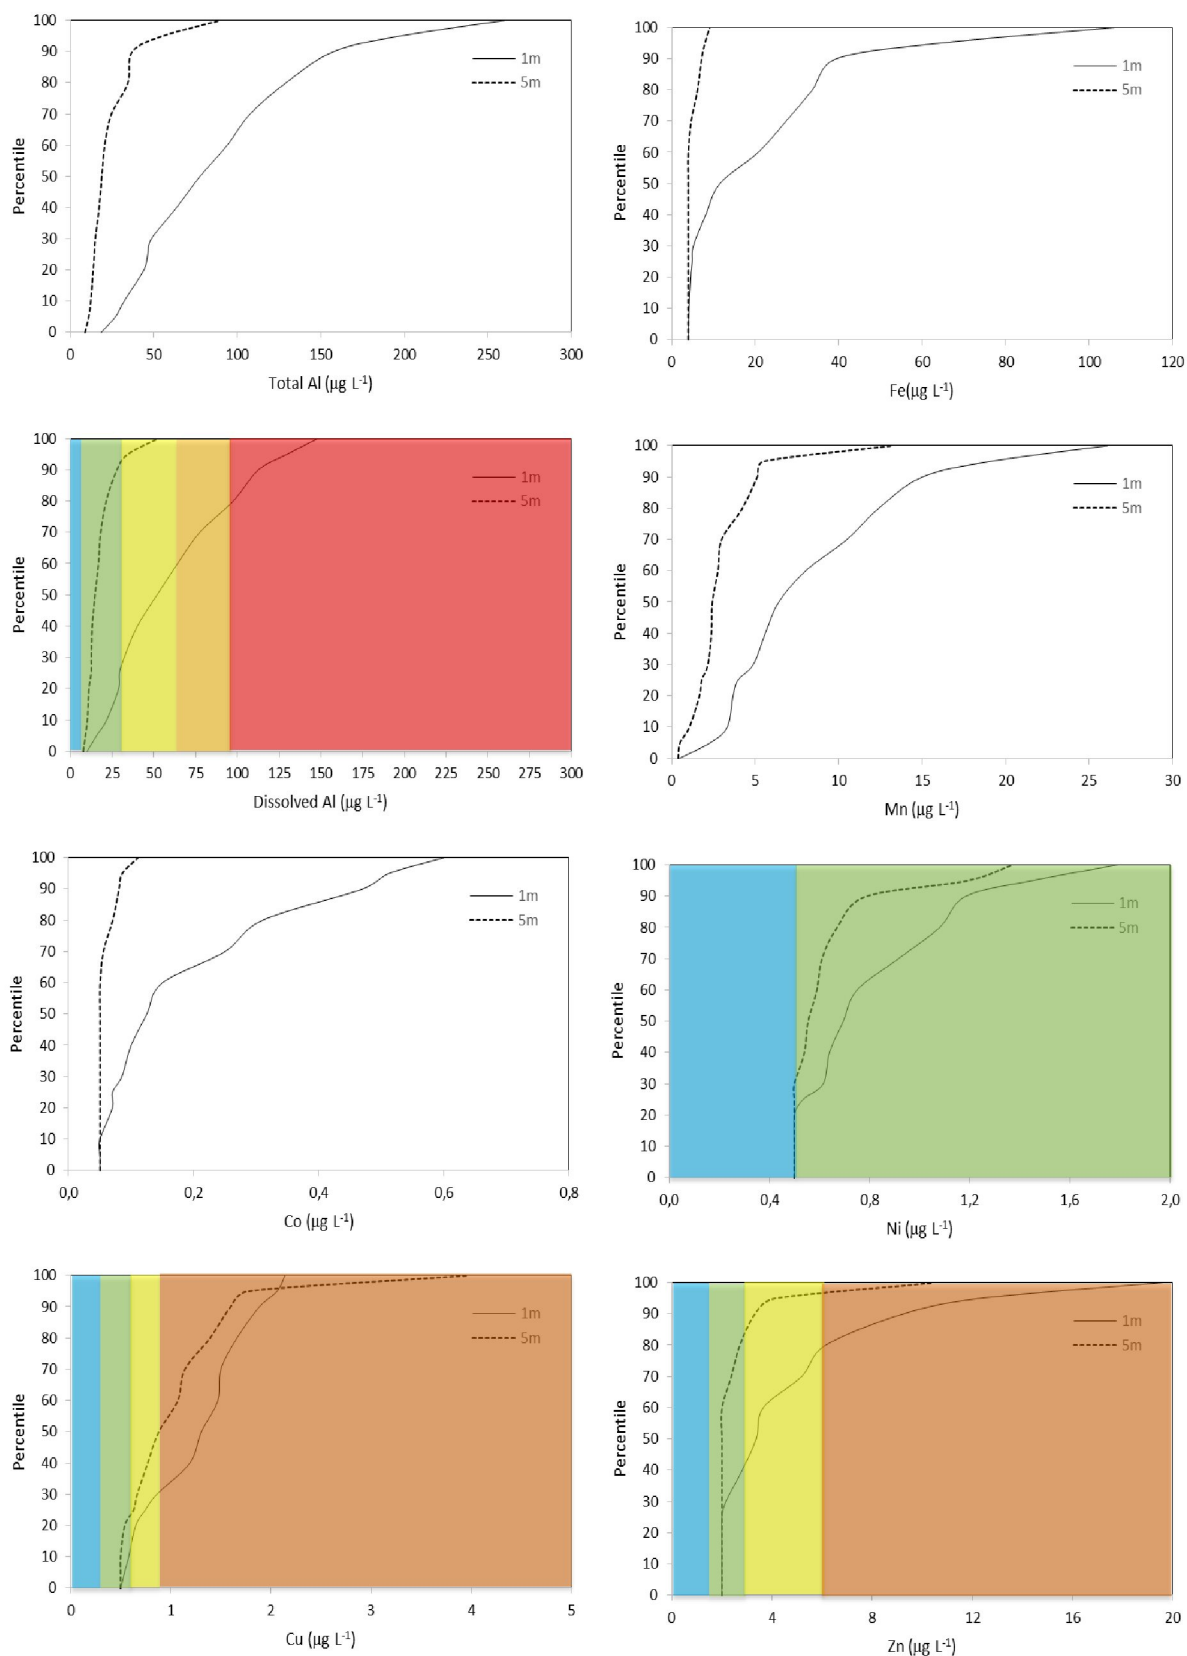 100
90
80
70
60
50
40
30
20
10
0
Percentile
1m
5m
0 50 100 150 200 250 300
Total Al (µg L-1)
100
90
80
70
60
50
40
30
20
10
0
Percentile
1m
5m
0 20 40 60 80 100 120
Fe(µg L-1)
100
90
80
70
60
50
40
30
20
10
0
Percentile
1m
5m
0 25 50 75 100 125 150 175 200 225 250 275 300
Dissolved Al (µg L-1)
100
90
80
70
60
50
40
30
20
10
0
Percentile
1m
5m
0 5 10 15 20 25 30
Mn (µg L-1)
100
90
80
70
60
50
40
30
20
10
0
Percentile
1m
5m
0,0 0,2 0,4 0,6 0,8
Co (µg L-1)
100
90
80
70
60
50
40
30
20
10
0
Percentile
1m
5m
0,0 0,4 0,8 1,2 1,6 2,0
Ni (µg L-1)
100
90
80
70
60
50
40
30
20
10
0
Percentile
1m
5m
0 1 2 3 4 5
Cu (µg L-1)
100
90
80
70
60
50
40
30
20
10
0
Percentile
1m
5m
0 4 8 12 16 20
Zn (µg L-1)